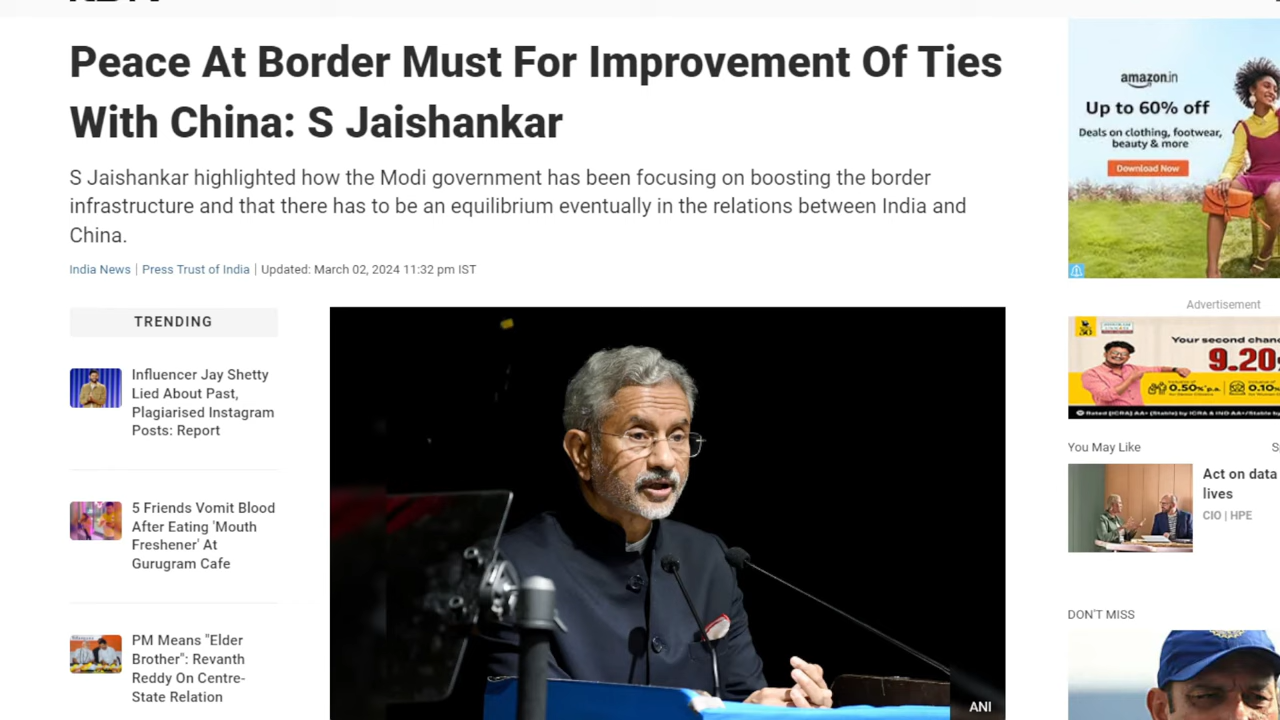 Peace At Border Must For Improvement Of Ties
With China: S Jaishankar
S Jaishankar highlighted how the Modi government has been focusing on boosting the border
infrastructure and that there has to be an equilibrium eventually in the relations between India and
China.
India News | Press Trust of India | Updated: March 02, 2024 11:32 pm IST
TRENDING
Influencer Jay Shetty
Lied About Past,
Plagiarised Instagram
Posts: Report
5 Friends Vomit Blood
After Eating 'Mouth
Freshener' At
Gurugram Cafe
PM Means "Elder
Brother": Revanth
Reddy On Centre-
State Relation
ANI
amazon.in
Up to 60% off
Deals on clothing, footwear,
beauty & more
Download Now
Advertisement
Your second chanc
9.20
0.50% p.a.
0.10%
You May Like
Act on data
lives
CIO | HPE
DON'T MISS